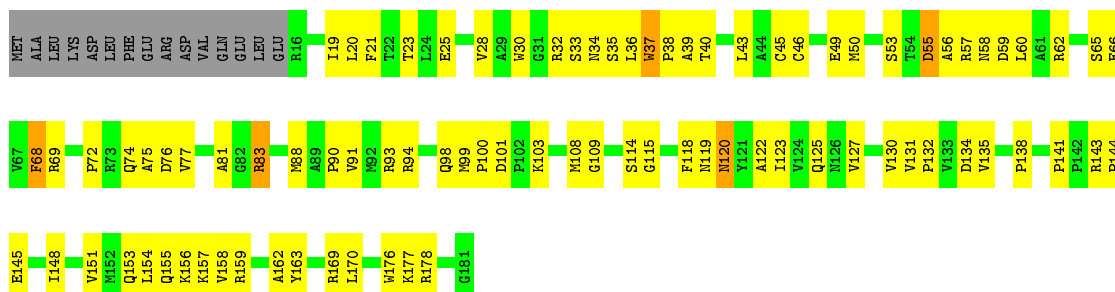 MET ALA LEU LYS ASP LEU PHE GLU ARG ASP VAL GLN GLU LEU GLU R16 I19 L20 F21 T22 T23 L24 E25 V28 A29 W30 G31 R32 S33 N34 S35 L36 W37 P38 A39 T40 L43 A44 C45 C46 E49 M50 S53 T54 D55 A56 R57 N58 D59 L60 A61 R62 S65 E66
V67 F68 R69 P72 R73 Q74 A75 D76 V77 A81 G82 R83 M88 A89 P90 V91 M92 R93 R94 Q98 M99 P100 D101 P102 K103 M108 G109 S114 G115 F118 N119 N120 Y121 A122 I123 V124 Q125 N126 V127 V130 V131 P132 V133 D134 V135 P138 P141 P142 R143 P144
E145 I148 V151 M152 Q153 L154 Q155 K156 K157 V158 R159 A162 Y163 R169 L170 W176 K177 R178 G181